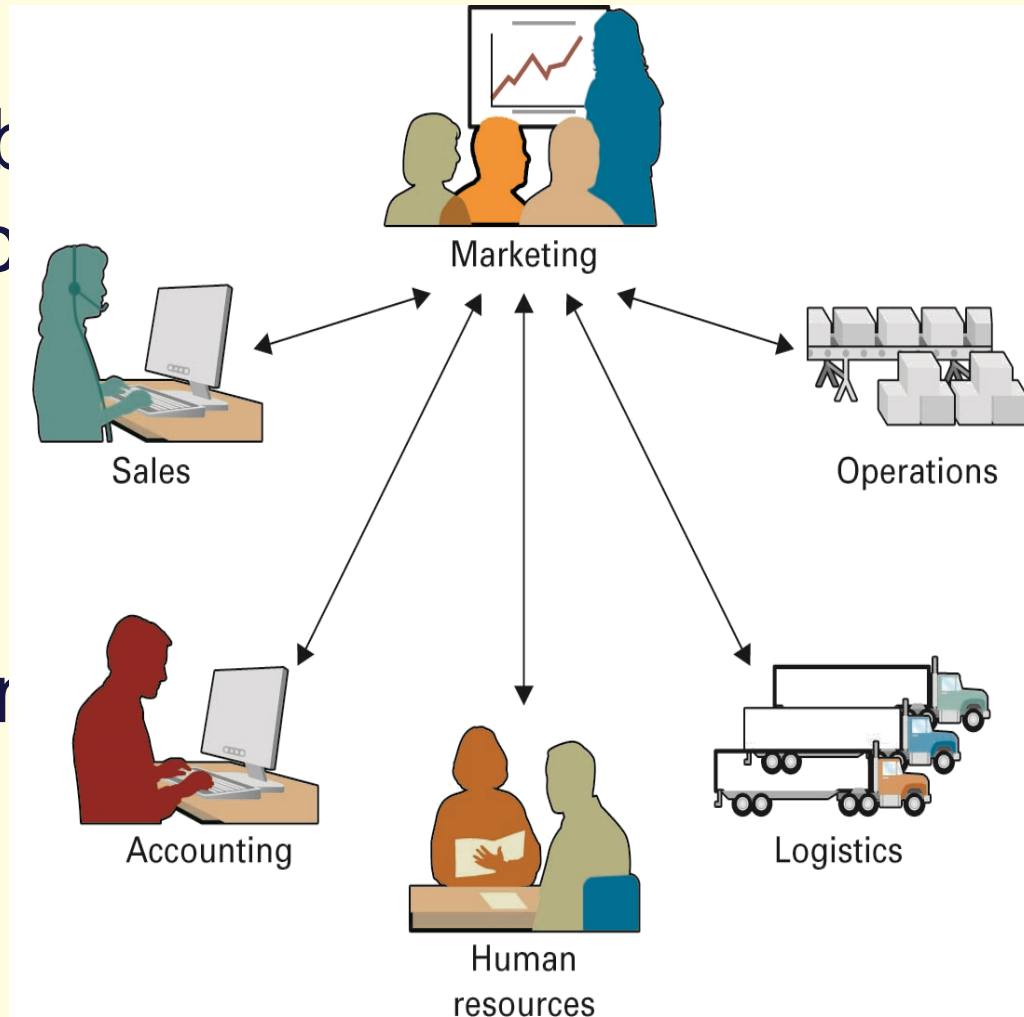 Marketing
Sales
Operations
Accounting
Logistics
Human
resources